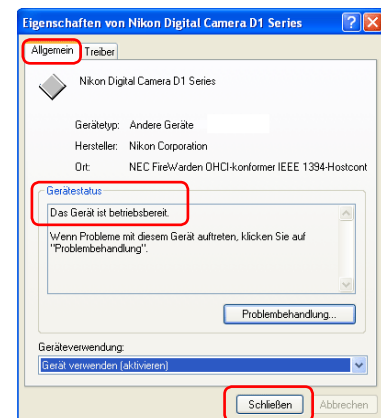 Eigenschaften von Nikon Digital Camera D1 Series
Allgemein
Treiber
Nikon Digital Camera D1 Series
Gerätetyp: Andere Geräte
Hersteller: Nikon Corporation
Ort: NEC FireWarden OHCI-konformer IEEE 1394-Hostcont
Gerätestatus
Das Gerät ist betriebsbereit.
Wenn Probleme mit diesem Gerät auftreten, klicken Sie auf
"Problembehandlung".
Problembehandlung...
Geräteverwendung:
Gerät verwenden (aktivieren)
Schließen
Abbrechen